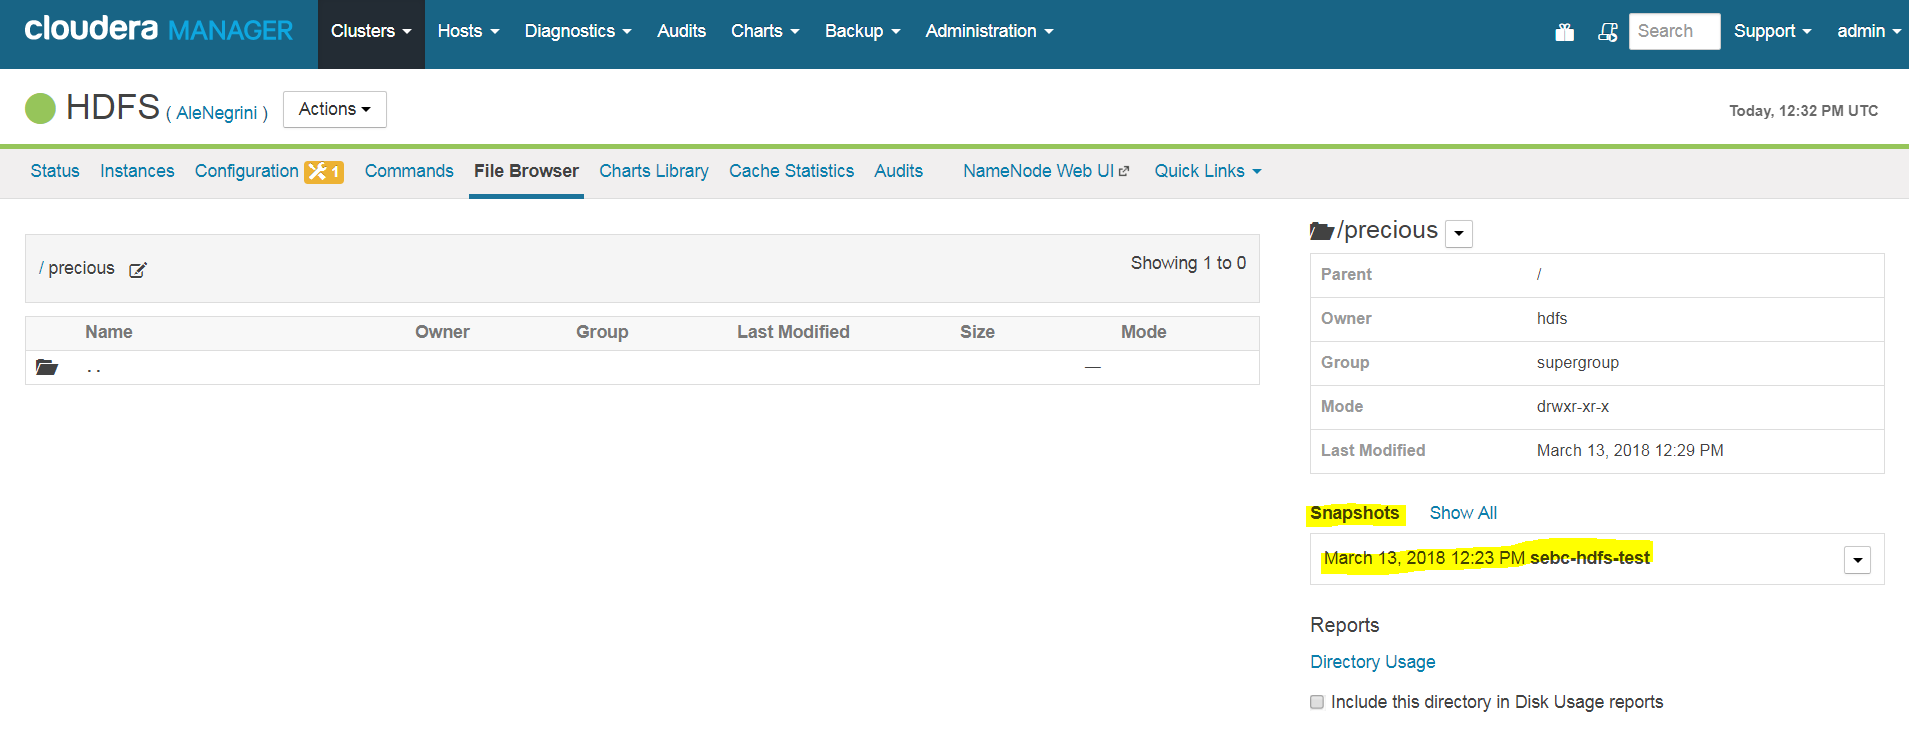 cloudera MANAGER Clusters Hosts Diagnostics Audits Charts Backup Administration Search Support admin
HDFS ( AleNegrini ) Actions Today, 12:32 PM UTC
Status Instances Configuration 1 Commands File Browser Charts Library Cache Statistics Audits NameNode Web UI Quick Links
/ precious Showing 1 to 0
Name Owner Group Last Modified Size Mode
. . —
/precious
Parent /
Owner hdfs
Group supergroup
Mode drwxr-xr-x
Last Modified March 13, 2018 12:29 PM
Snapshots Show All
March 13, 2018 12:23 PM sebc-hdfs-test
Reports
Directory Usage
Include this directory in Disk Usage reports